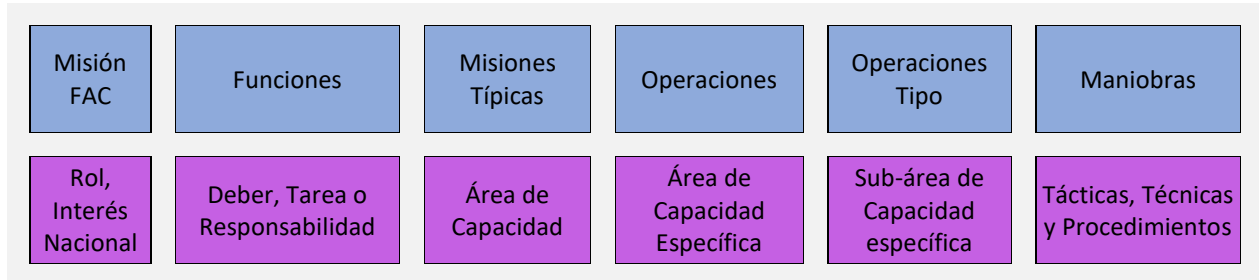 Misión
FAC
Funciones
Misiones
Típicas
Operaciones
Operaciones
Tipo
Maniobras
Rol,
Interés
Nacional
Deber, Tarea o
Responsabilidad
Área de
Capacidad
Área de
Capacidad
Específica
Sub-área de
Capacidad
específica
Tácticas, Técnicas
y Procedimientos